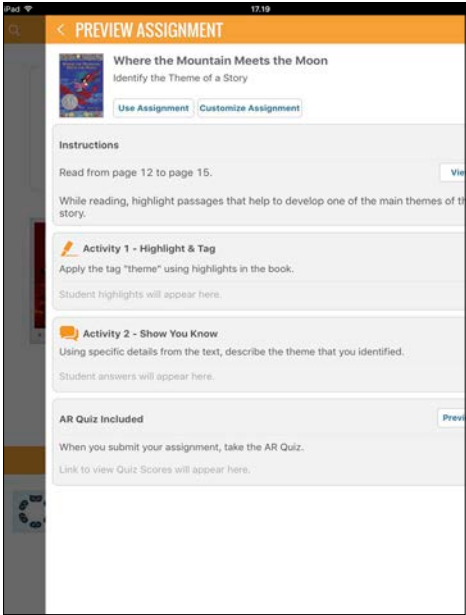 iPad
17.19
< PREVIEW ASSIGNMENT
Where the Mountain Meets the Moon
Identify the Theme of a Story
Use Assignment Customize Assignment
Instructions
Read from page 12 to page 15.
Vie
While reading, highlight passages that help to develop one of the main themes of th
story.
Activity 1 - Highlight & Tag
Apply the tag "theme" using highlights in the book.
Student highlights will appear here.
Activity 2 - Show You Know
Using specific details from the text, describe the theme that you identified.
Student answers will appear here.
AR Quiz Included
Previ
When you submit your assignment, take the AR Quiz.
Link to view Quiz Scores will appear here.